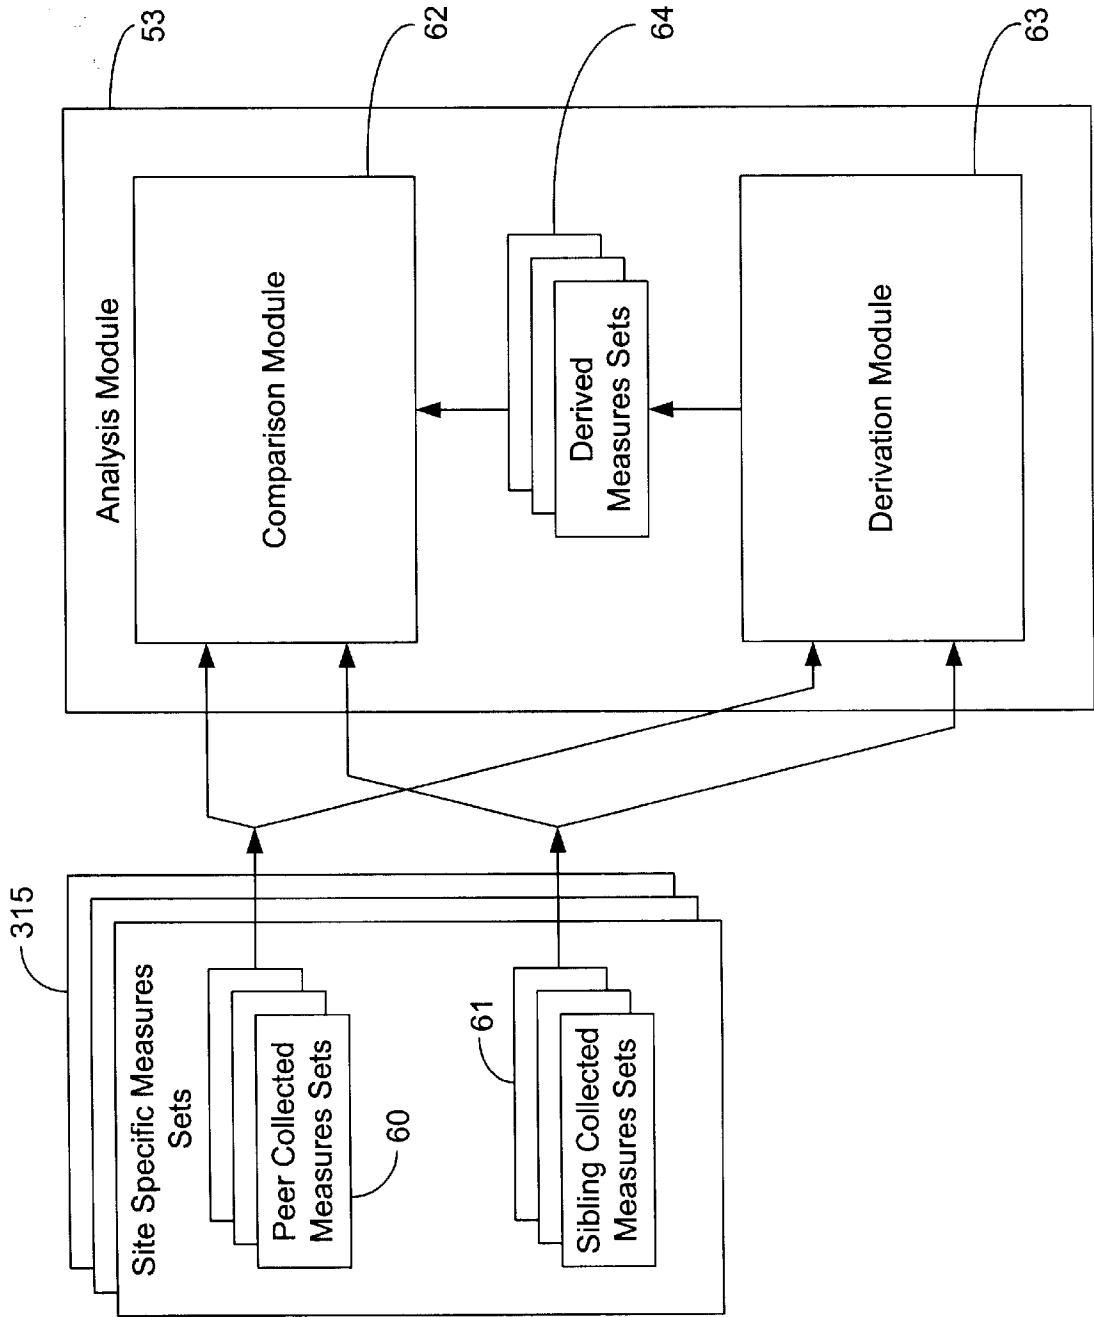 315
Site Specific Measures
Sets
Peer Collected
Measures Sets
60
61
Sibling Collected
Measures Sets
53
Analysis Module
62
Comparison Module
64
Derived
Measures Sets
63
Derivation Module